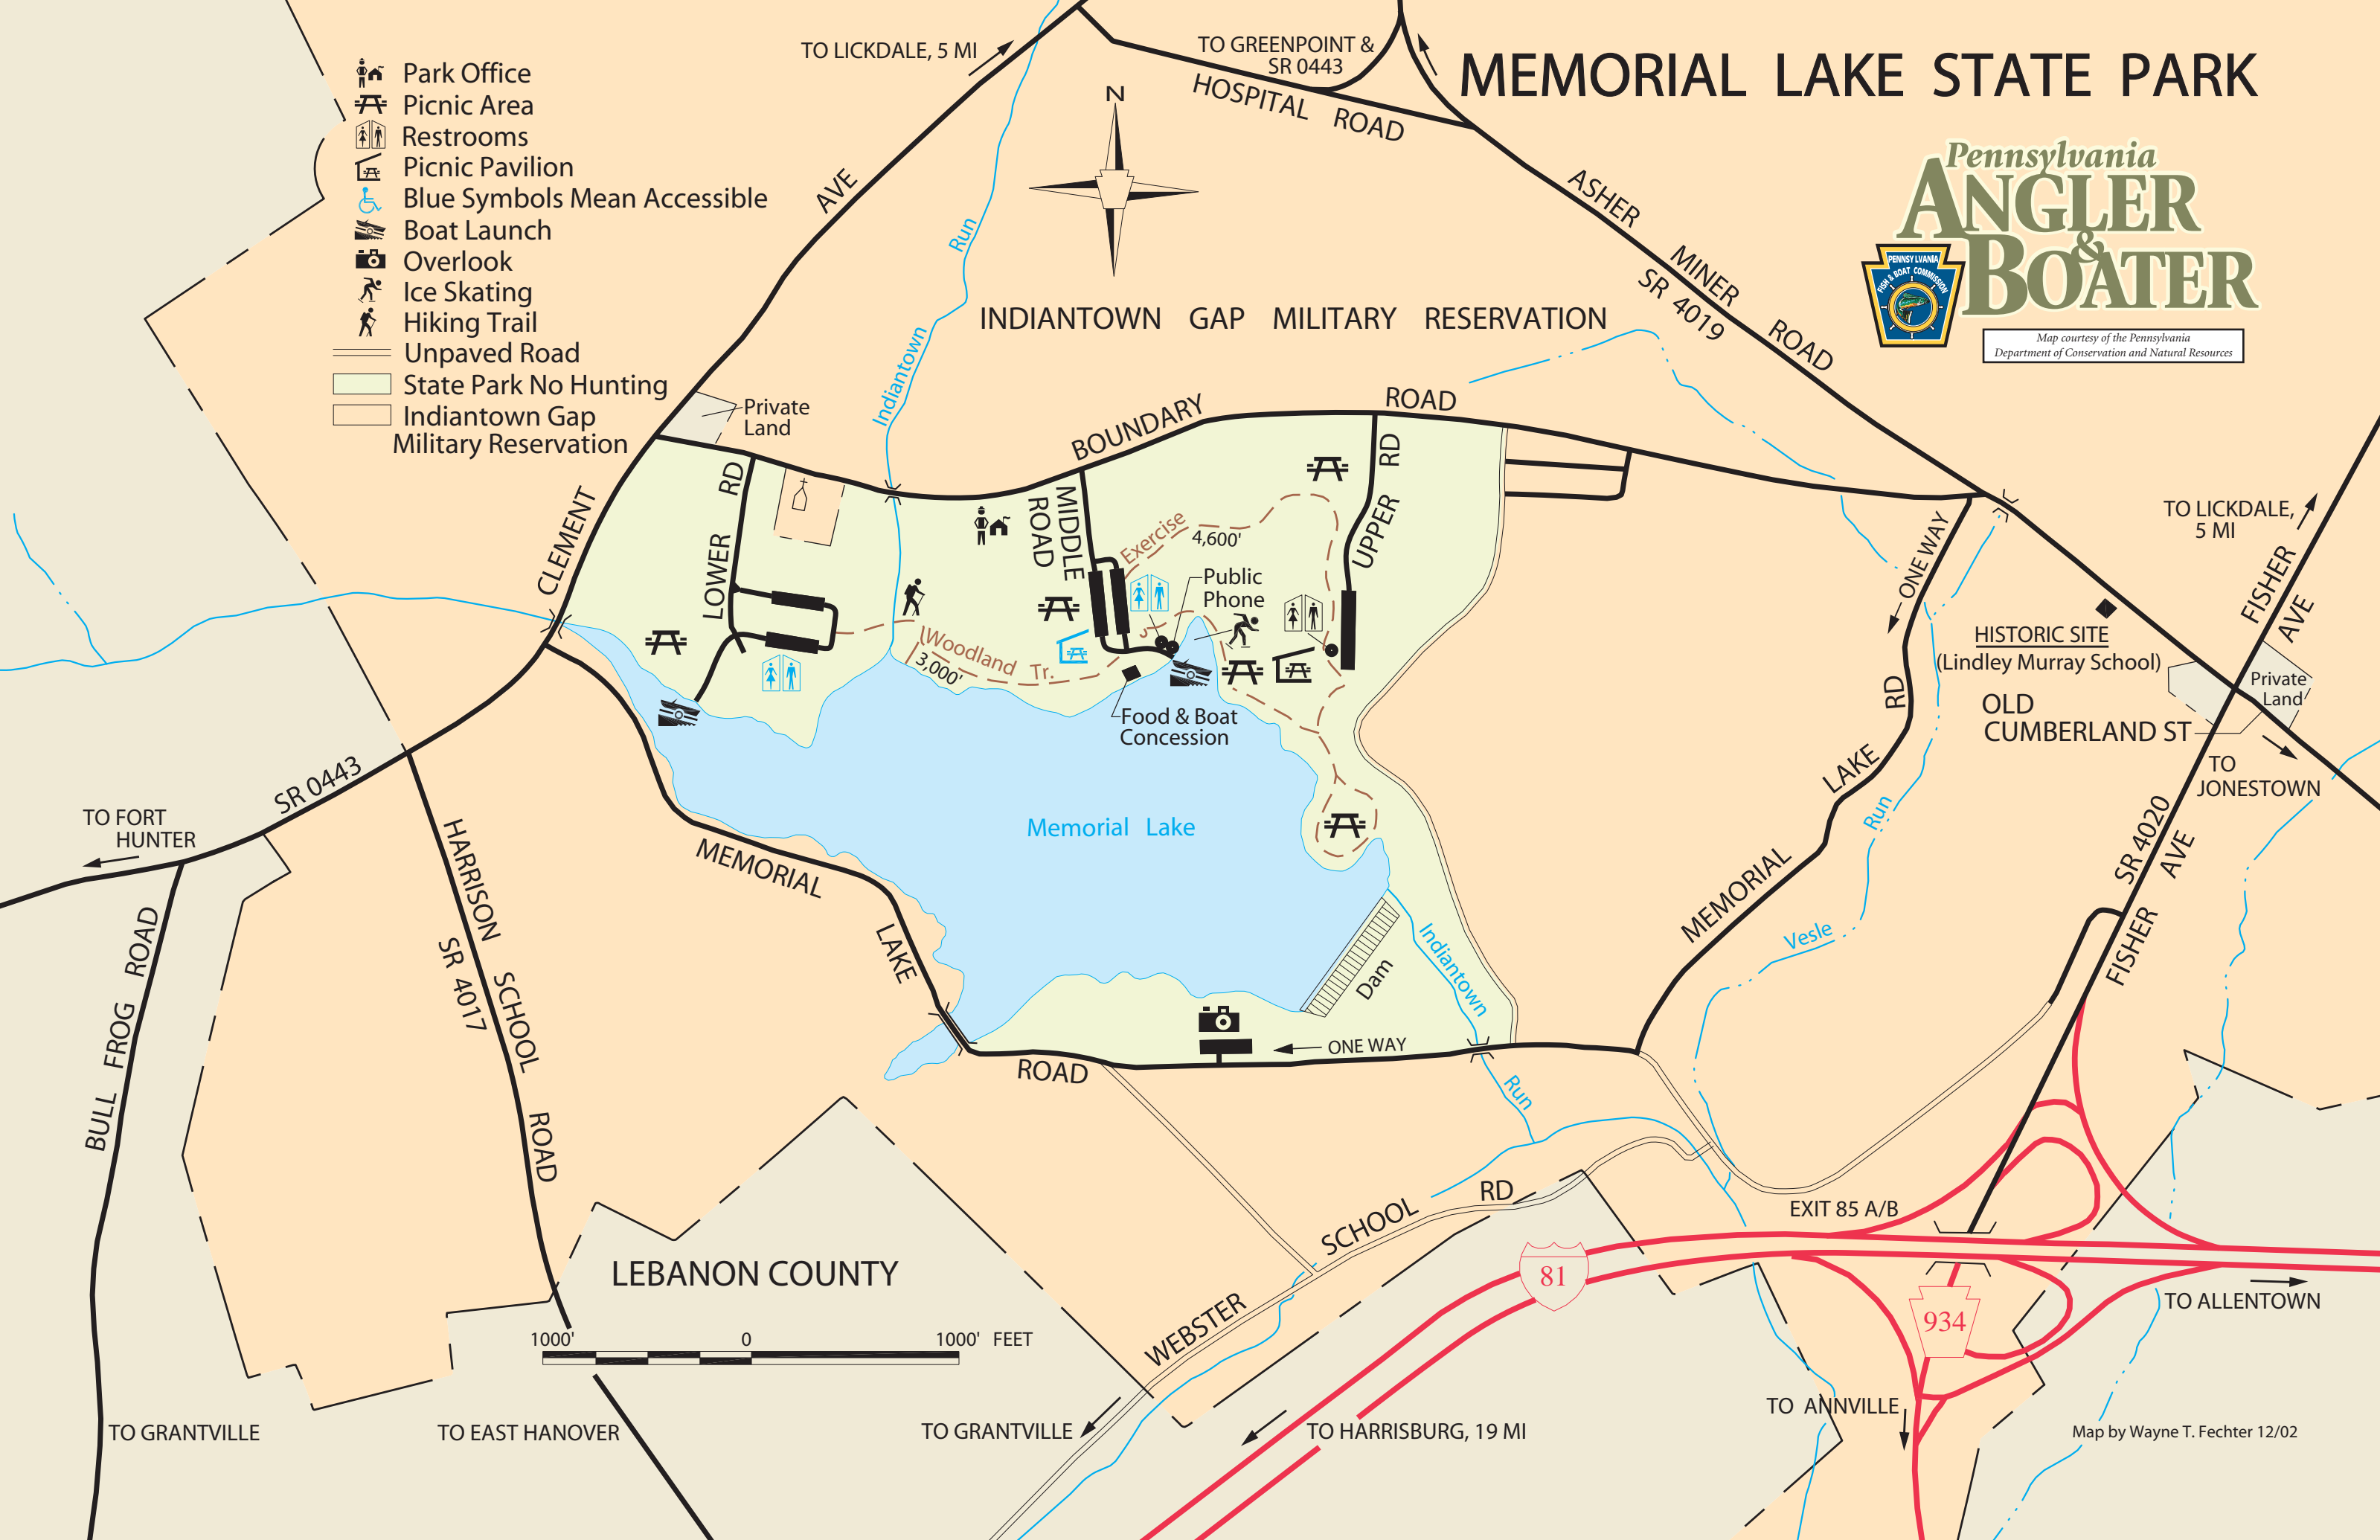 MEMORIAL LAKE STATE PARK
Pennsylvania
ANGLER
&
BOATER
PENNSYLVANIA
FISH & BOAT COMMISSION
Map courtesy of the Pennsylvania
Department of Conservation and Natural Resources
Park Office
Picnic Area
Restrooms
Picnic Pavilion
Blue Symbols Mean Accessible
Boat Launch
Overlook
Ice Skating
Hiking Trail
Unpaved Road
State Park No Hunting
Indiantown Gap
Military Reservation
TO LICKDALE, 5 MI
TO GREENPOINT &
SR 0443
HOSPITAL ROAD
N
AVE
Run
Indiantown
INDIANTOWN GAP MILITARY RESERVATION
ASHER MINER ROAD
SR 4019
Private
Land
BOUNDARY ROAD
CLEMENT
LOWER RD
MIDDLE
ROAD
UPPER RD
Exercise
4,600'
Public
Phone
Woodland Tr.
3,000'
Food & Boat
Concession
Memorial Lake
TO LICKDALE,
5 MI
FISHER
AVE
ONE WAY
HISTORIC SITE
(Lindley Murray School)
Private
Land
OLD
CUMBERLAND ST
TO
JONESTOWN
SR 4020
FISHER AVE
MEMORIAL LAKE RD
Run
Vesle
SR 0443
TO FORT
HUNTER
BULL FROG ROAD
HARRISON SCHOOL ROAD
SR 4017
MEMORIAL LAKE ROAD
ONE WAY
Dam
Indiantown
Run
LEBANON COUNTY
1000' 0 1000' FEET
WEBSTER SCHOOL RD
EXIT 85 A/B
81
934
TO ALLENTOWN
TO ANNVILLE
TO GRANTVILLE
TO EAST HANOVER
TO GRANTVILLE
TO HARRISBURG, 19 MI
Map by Wayne T. Fechter 12/02